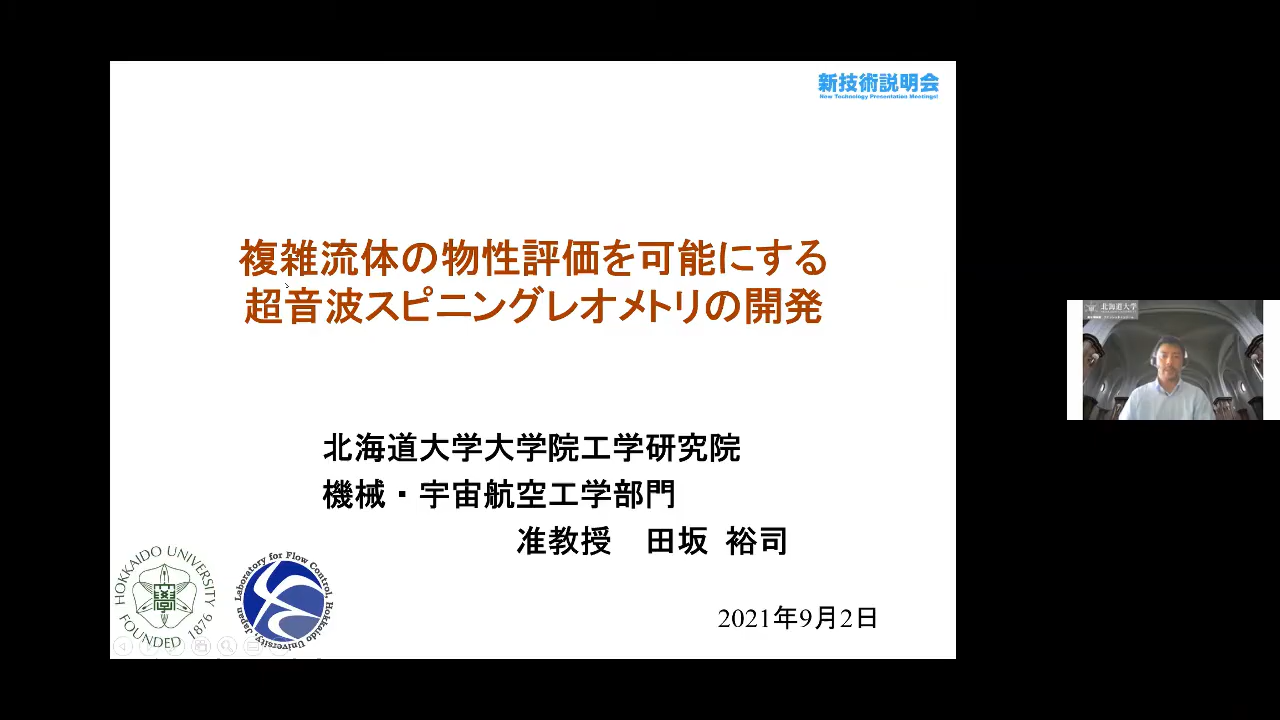 新技術説明会
New Technology Presentation Meetings!
複雑流体の物性評価を可能にする
超音波スピニングレオメトリの開発
北海道大学大学院工学研究院
機械・宇宙航空工学部門
准教授 田坂 裕司
HOKKAIDO UNIVERSITY
FOUNDED 1876
Laboratory for Flow Control, Hokkaido University, Japan
2021年9月2日
北海道大学